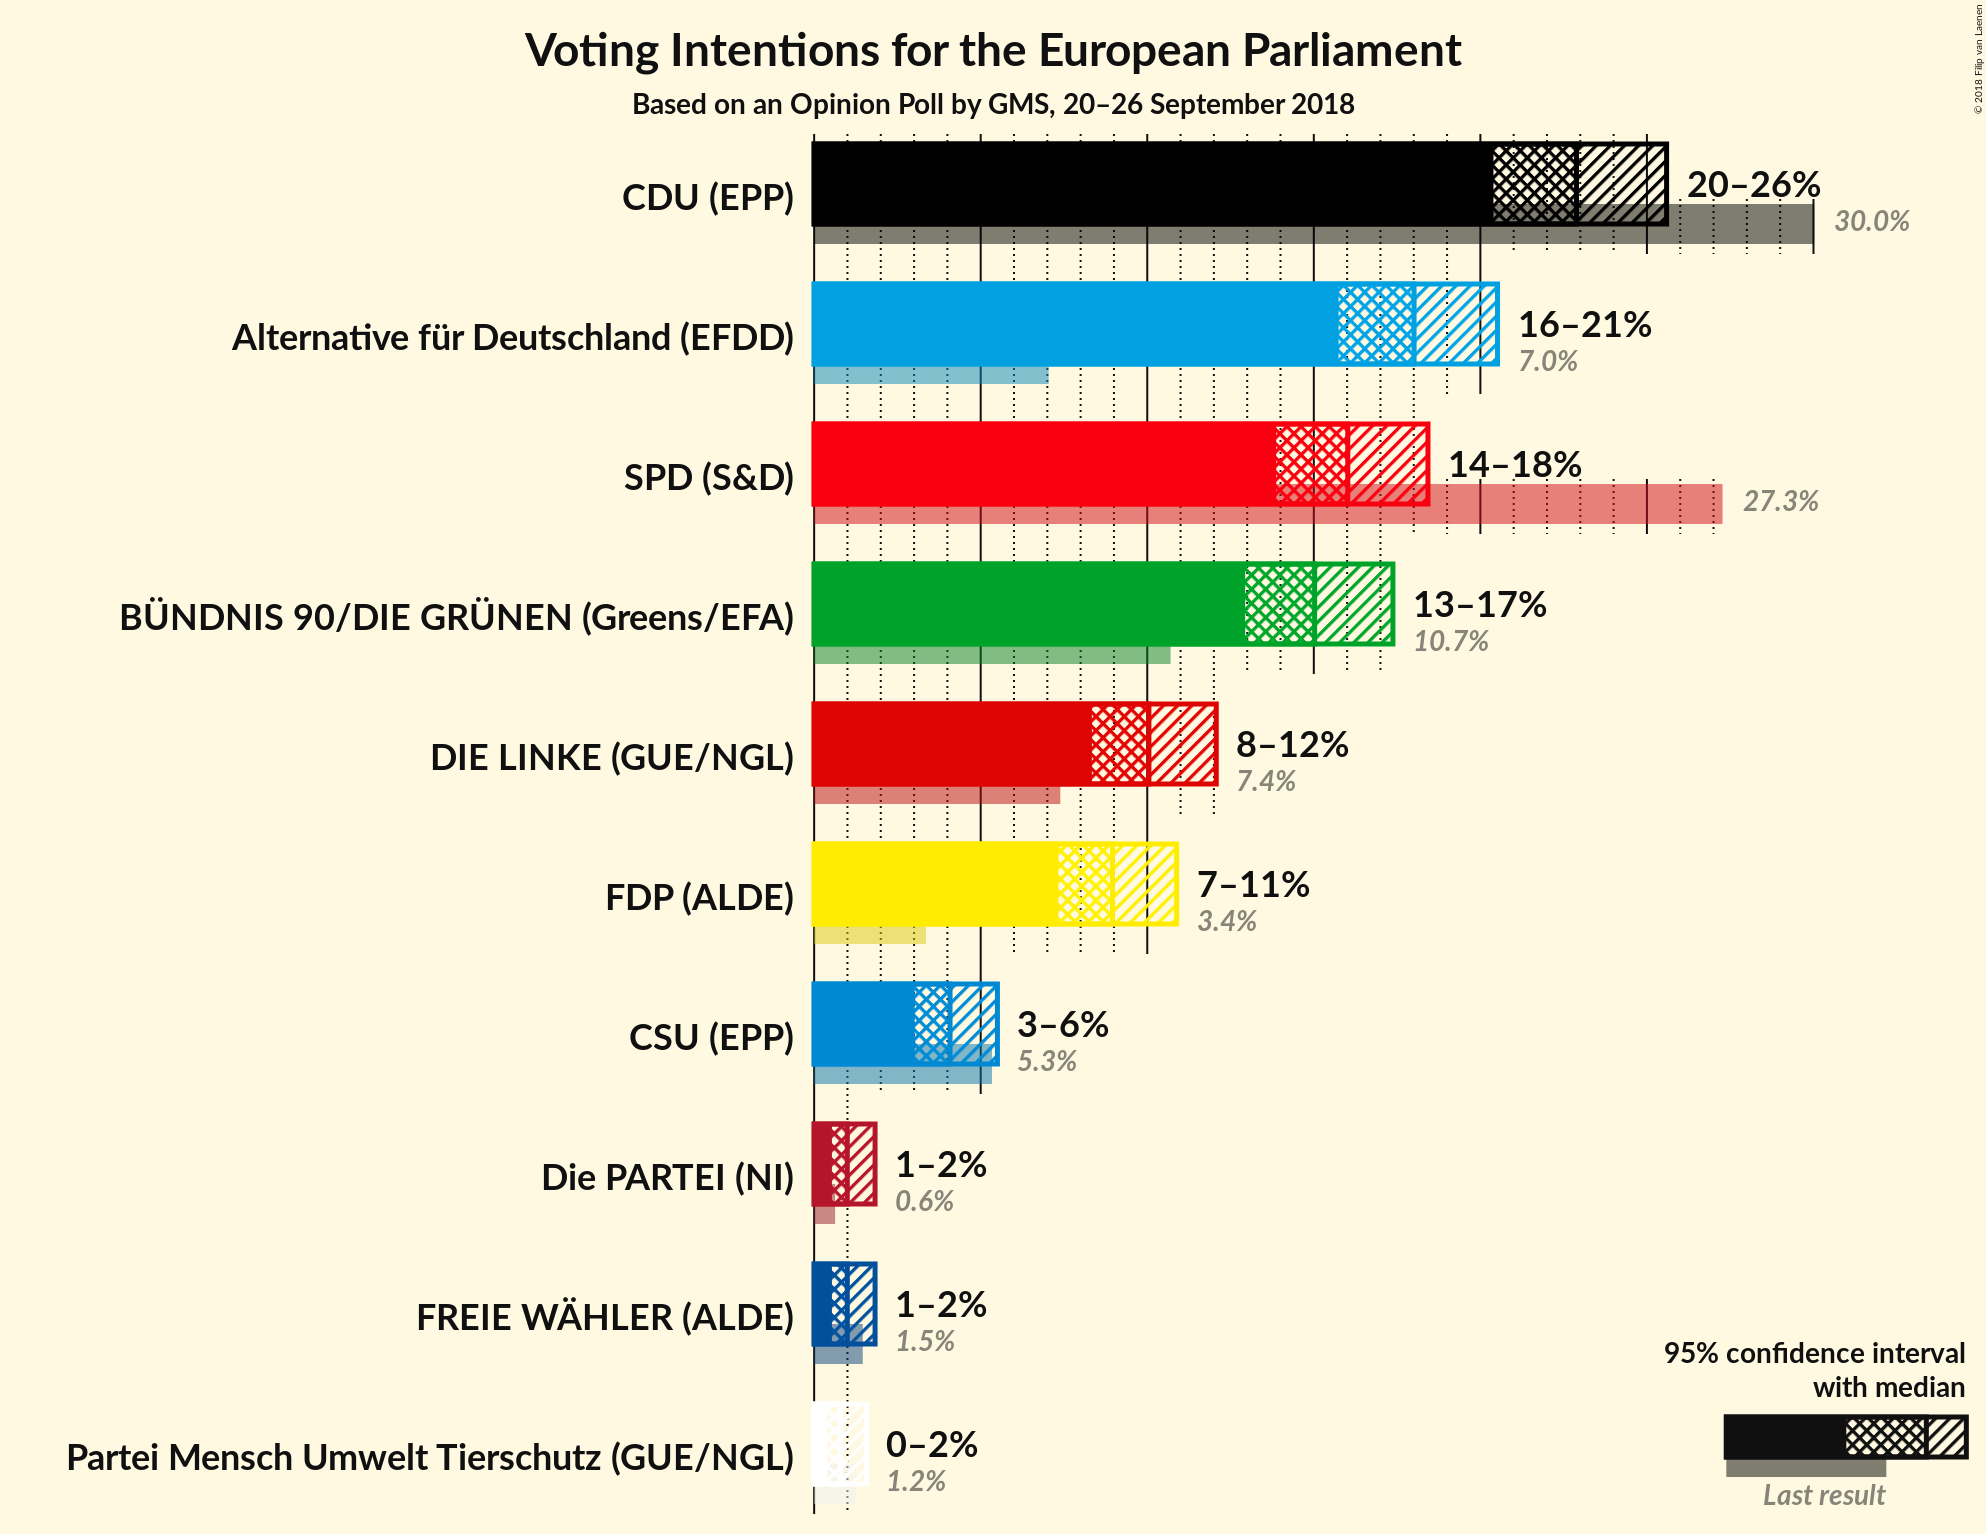 Voting Intentions for the European Parliament
Based on an Opinion Poll by GMS, 20–26 September 2018
© 2018 Filip van Laenen
CDU (EPP)
20–26%
30.0%
Alternative für Deutschland (EFDD)
16–21%
7.0%
SPD (S&D)
14–18%
27.3%
BÜNDNIS 90/DIE GRÜNEN (Greens/EFA)
13–17%
10.7%
DIE LINKE (GUE/NGL)
8–12%
7.4%
FDP (ALDE)
7–11%
3.4%
CSU (EPP)
3–6%
5.3%
Die PARTEI (NI)
1–2%
0.6%
FREIE WÄHLER (ALDE)
1–2%
1.5%
Partei Mensch Umwelt Tierschutz (GUE/NGL)
0–2%
1.2%
95% confidence interval
with median
Last result